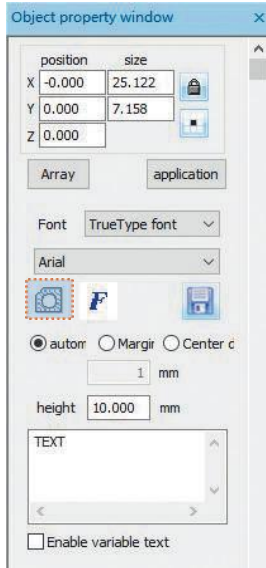 Object property window ×
position size
X -0.000 25.122
Y 0.000 7.158
Z 0.000
Array application
Font TrueType font
Arial
F
autom Margir Center d
1 mm
height 10.000 mm
TEXT
Enable variable text